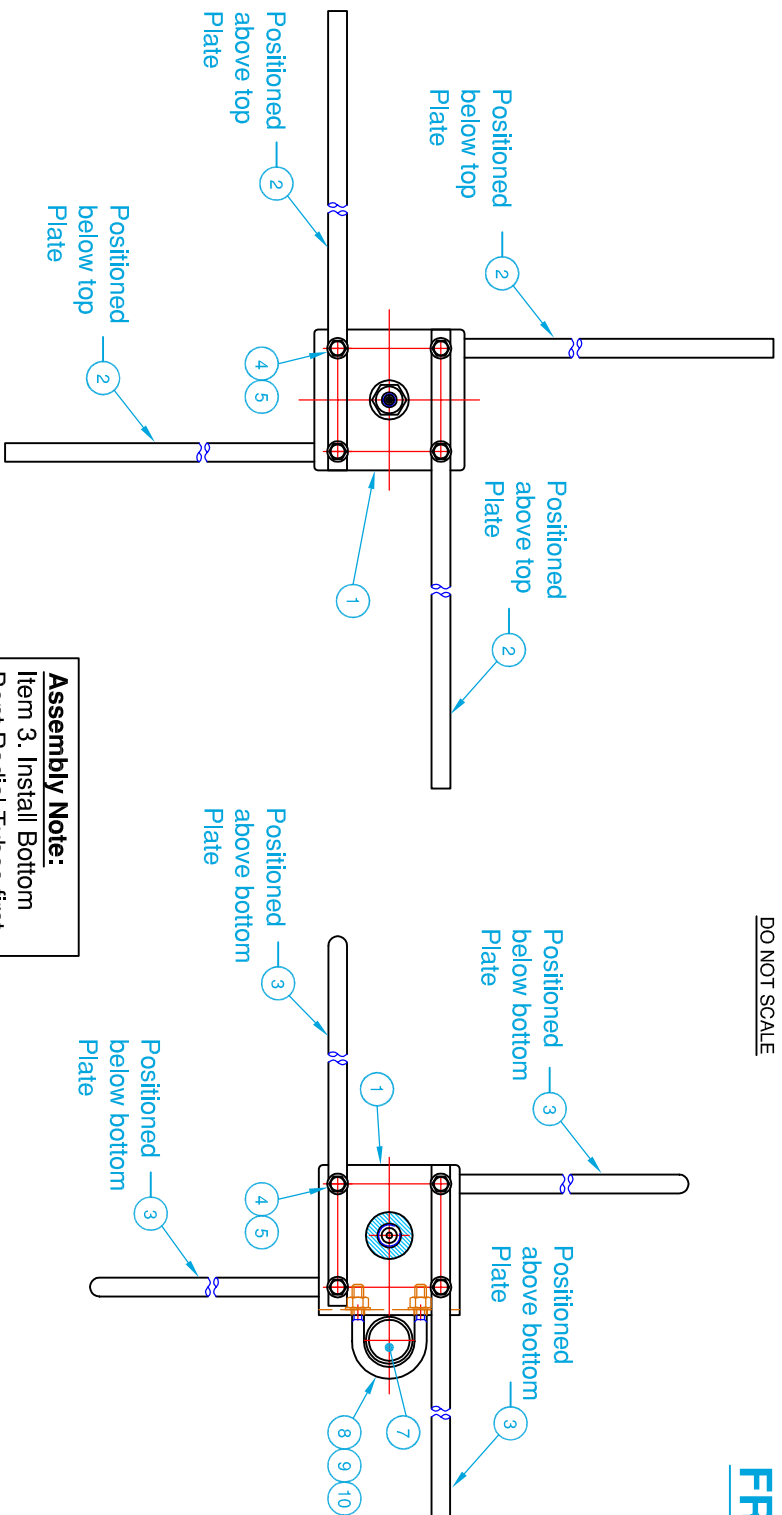 DO NOT SCALE
Positioned
above top
Plate
2
Positioned
below top
Plate
2
1
4
5
Positioned
above top
Plate
2
Positioned
below top
Plate
2
Positioned
above bottom
Plate
3
Positioned
below bottom
Plate
3
1
4
5
7
8
9
10
Positioned
above bottom
Plate
3
Positioned
below bottom
Plate
3
Assembly Note:
Item 3. Install Bottom